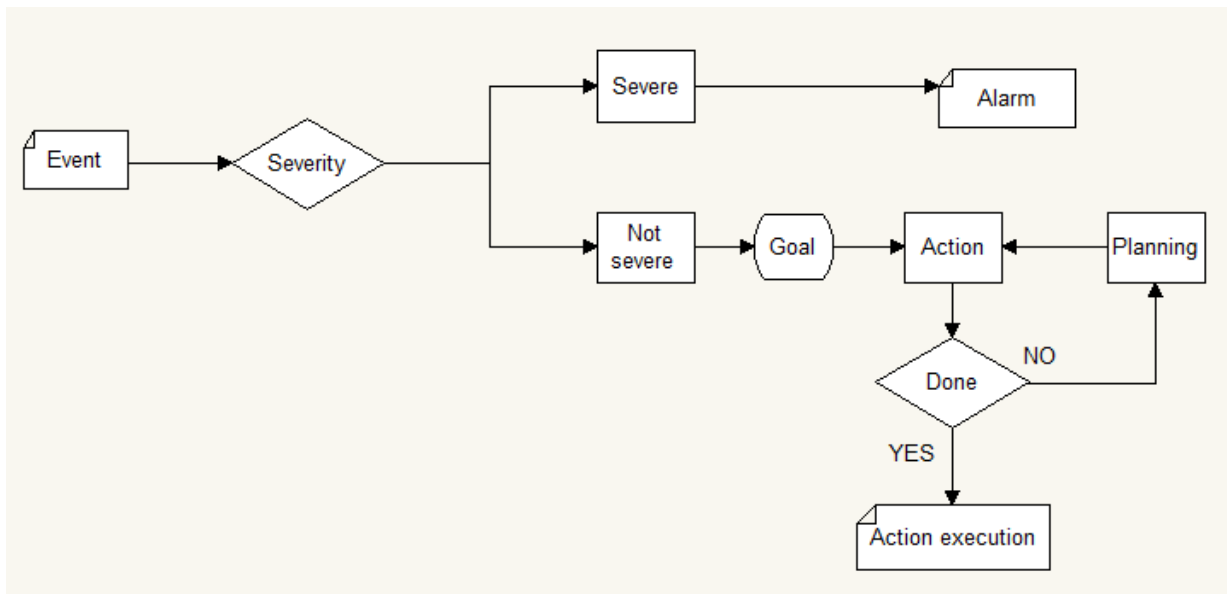 Severe
Alarm
Event
Severity
Not
severe
Goal
Action
Planning
Done
NO
YES
Action execution